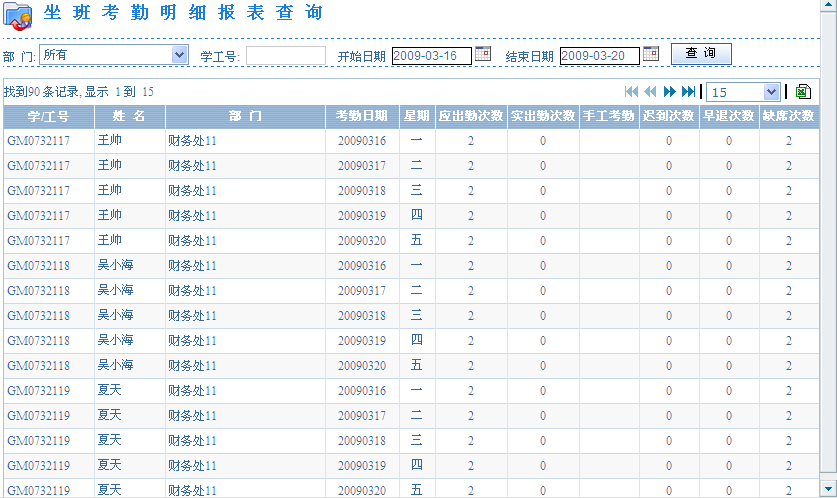 坐班考勤明细报表查询
部 门: 所有 学工号: 开始日期 2009-03-16 结束日期 2009-03-20 查 询
找到90条记录, 显示 1到 15 15
学/工号 姓 名 部 门 考勤日期 星期 应出勤次数 实出勤次数 手工考勤 迟到次数 早退次数 缺席次数
GM0732117 王帅 财务处11 20090316 一 2 0 0 0 2
GM0732117 王帅 财务处11 20090317 二 2 0 0 0 2
GM0732117 王帅 财务处11 20090318 三 2 0 0 0 2
GM0732117 王帅 财务处11 20090319 四 2 0 0 0 2
GM0732117 王帅 财务处11 20090320 五 2 0 0 0 2
GM0732118 吴小海 财务处11 20090316 一 2 0 0 0 2
GM0732118 吴小海 财务处11 20090317 二 2 0 0 0 2
GM0732118 吴小海 财务处11 20090318 三 2 0 0 0 2
GM0732118 吴小海 财务处11 20090319 四 2 0 0 0 2
GM0732118 吴小海 财务处11 20090320 五 2 0 0 0 2
GM0732119 夏天 财务处11 20090316 一 2 0 0 0 2
GM0732119 夏天 财务处11 20090317 二 2 0 0 0 2
GM0732119 夏天 财务处11 20090318 三 2 0 0 0 2
GM0732119 夏天 财务处11 20090319 四 2 0 0 0 2
GM0732119 夏天 财务处11 20090320 五 2 0 0 0 2